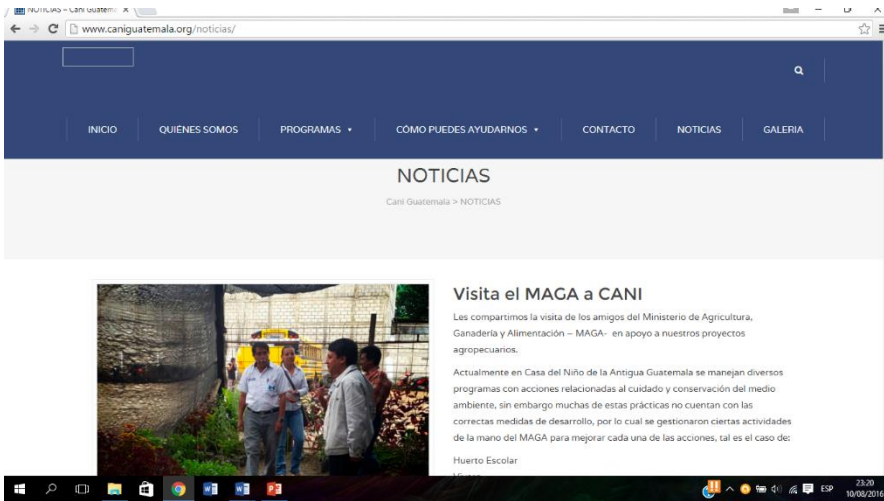 NOTICIAS – Cani Guatema
www.caniguatemala.org/noticias/
INICIO QUIÉNES SOMOS PROGRAMAS CÓMO PUEDES AYUDARNOS CONTACTO NOTICIAS GALERIA
NOTICIAS
Cani Guatemala > NOTICIAS
Visita el MAGA a CANI
Les compartimos la visita de los amigos del Ministerio de Agricultura,
Ganadería y Alimentación – MAGA- en apoyo a nuestros proyectos
agropecuarios.
Actualmente en Casa del Niño de la Antigua Guatemala se manejan diversos
programas con acciones relacionadas al cuidado y conservación del medio
ambiente, sin embargo muchas de estas prácticas no cuentan con las
correctas medidas de desarrollo, por lo cual se gestionaron ciertas actividades
de la mano del MAGA para mejorar cada una de las acciones, tal es el caso de:
Huerto Escolar
ESP
23:20
10/08/2016